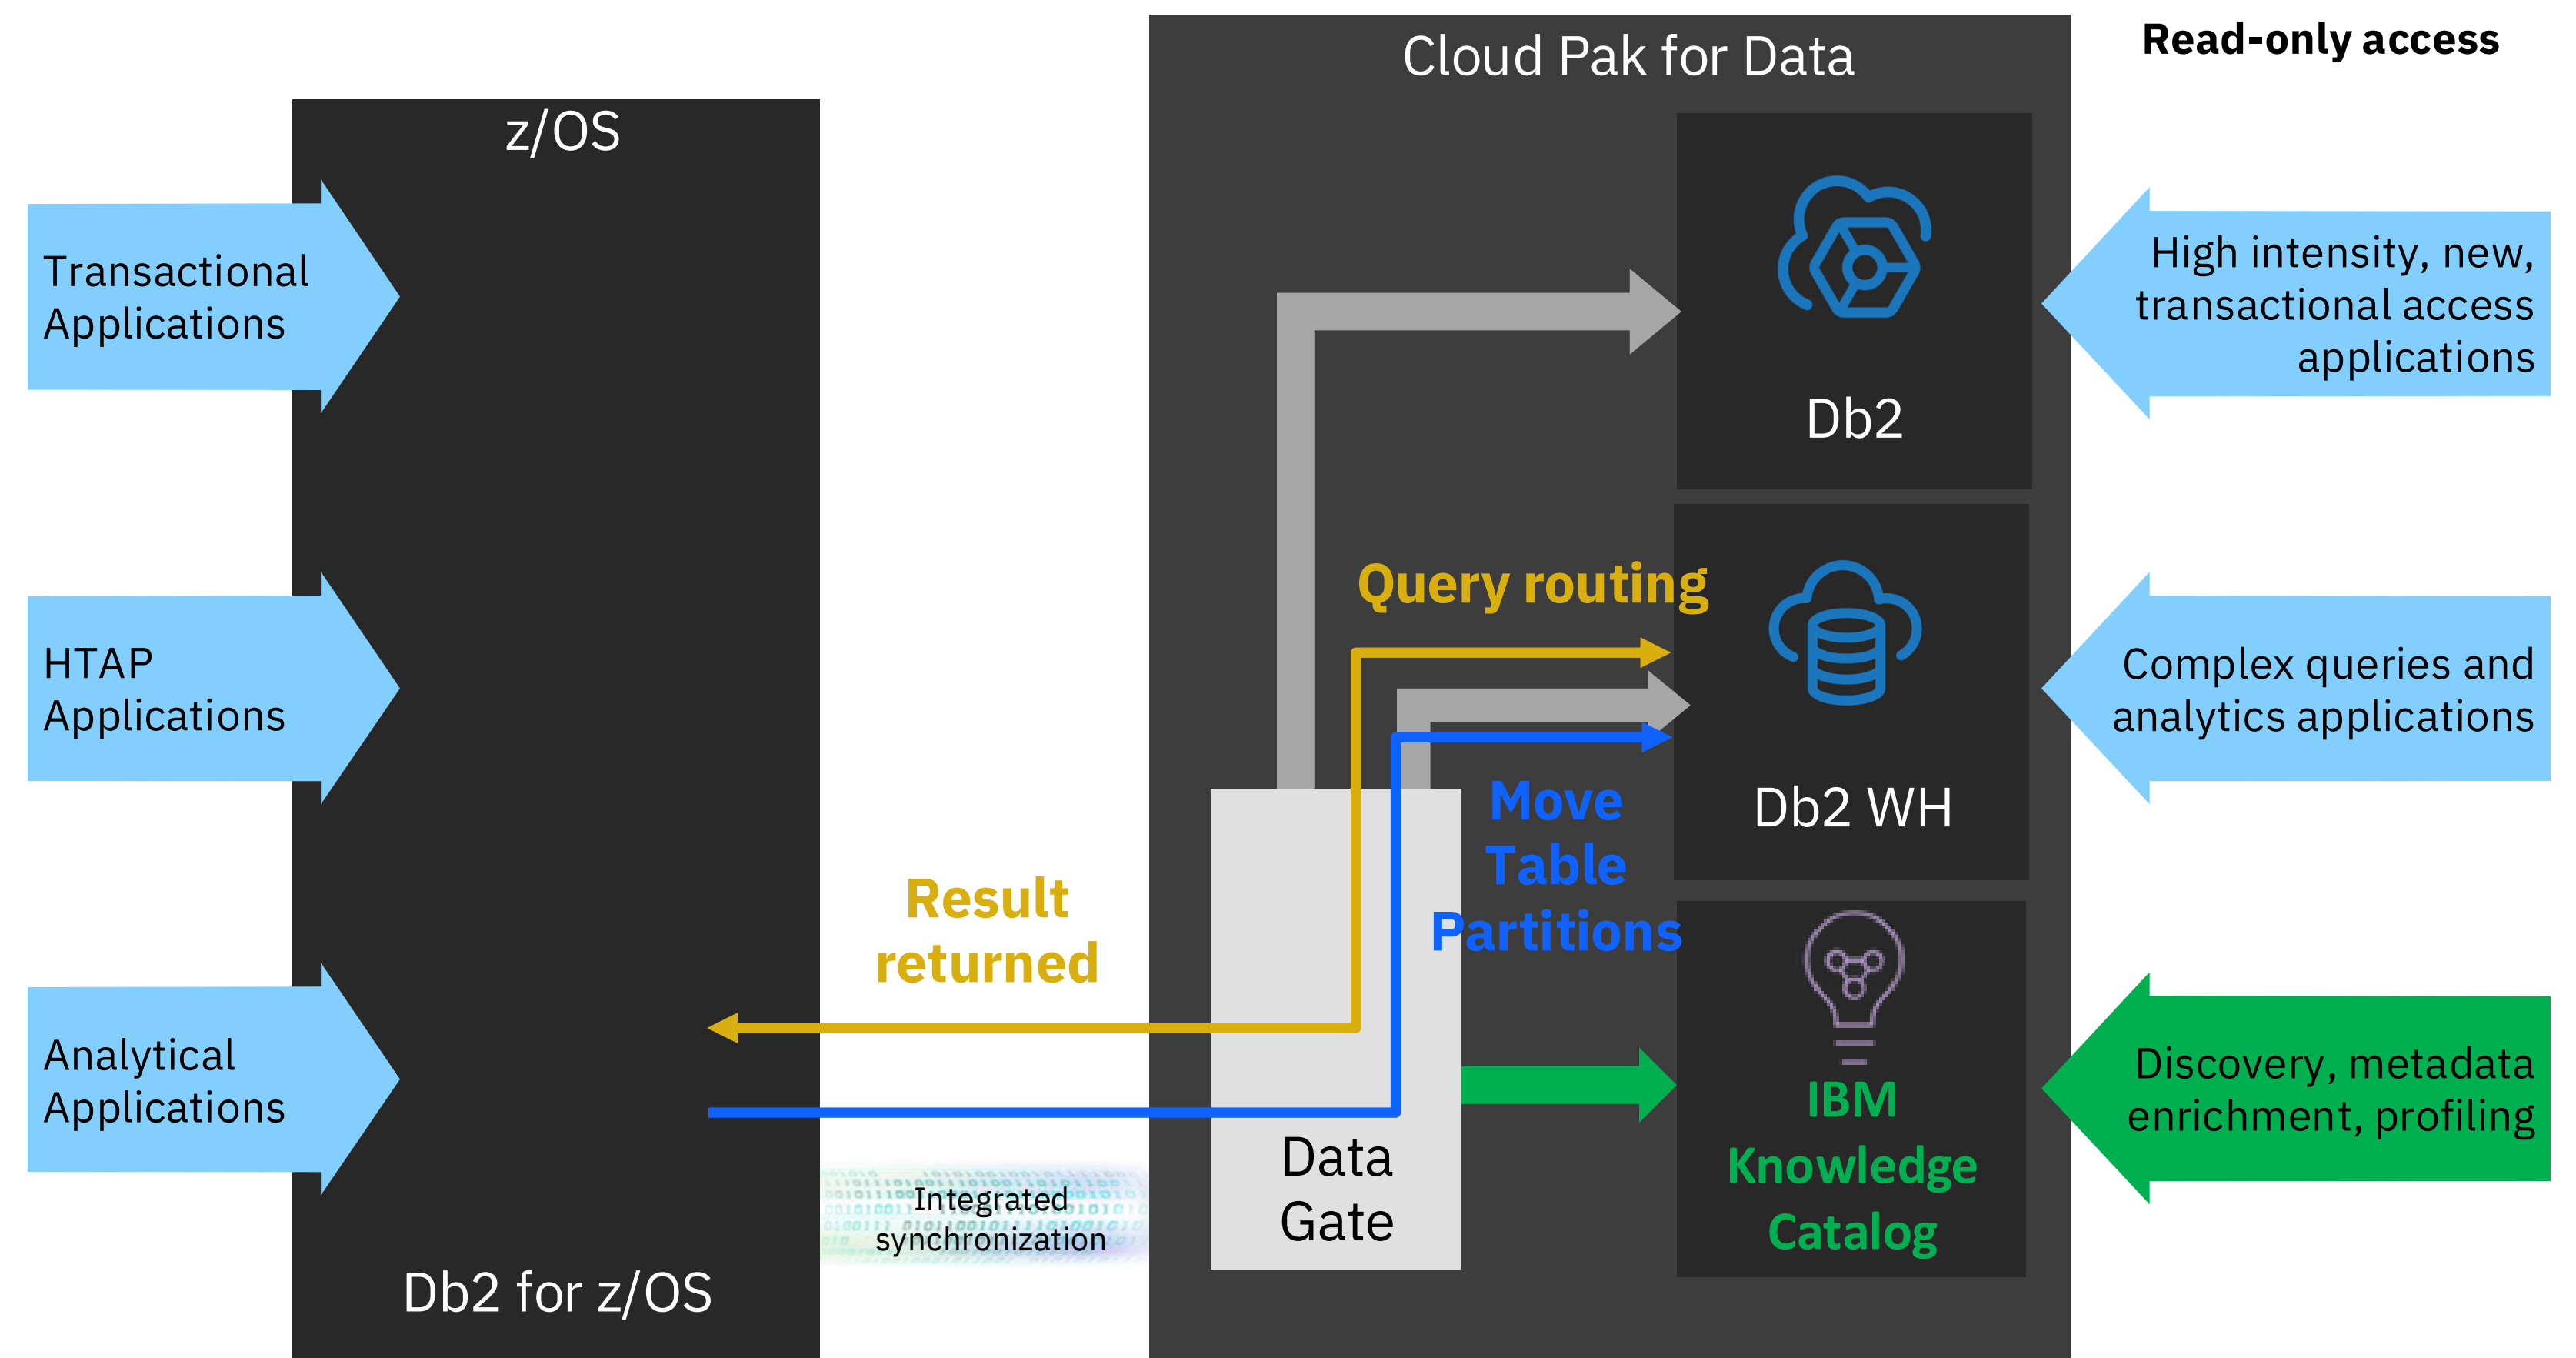 Cloud Pak for Data
Read-only access
z/OS
Transactional
Applications
HTAP
Applications
Analytical
Applications
Db2 for z/OS
Result
returned
Integrated
synchronization
Query routing
Move
Table
Partitions
Data
Gate
Db2
Db2 WH
IBM
Knowledge
Catalog
High intensity, new,
transactional access
applications
Complex queries and
analytics applications
Discovery, metadata
enrichment, profiling